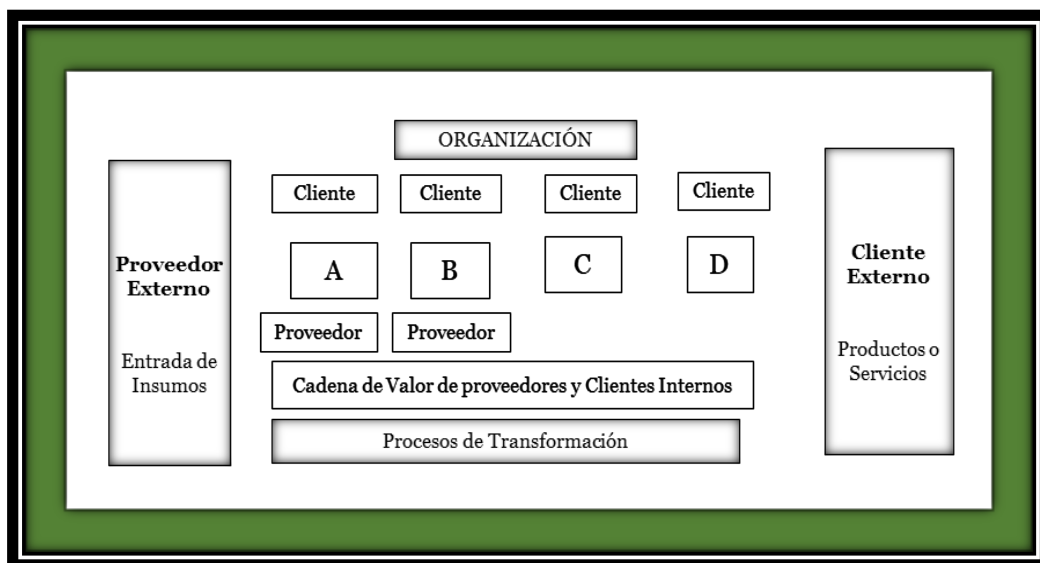 ORGANIZACIÓN
Cliente
Cliente
Cliente
Cliente
Proveedor
Externo
Entrada de
Insumos
A
B
C
D
Proveedor
Proveedor
Cadena de Valor de proveedores y Clientes Internos
Procesos de Transformación
Cliente
Externo
Productos o
Servicios